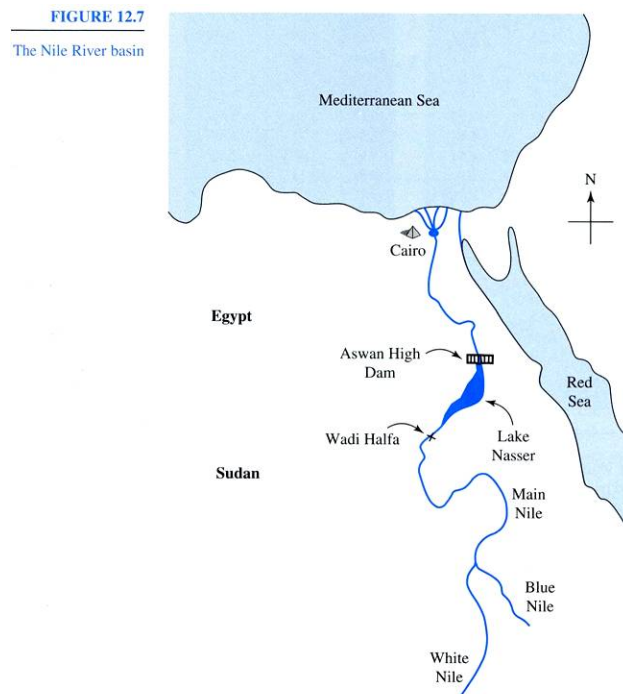 FIGURE 12.7
The Nile River basin
Mediterranean Sea
N
Cairo
Egypt
Aswan High
Dam
Red
Sea
Wadi Halfa
Lake
Nasser
Sudan
Main
Nile
Blue
Nile
White
Nile